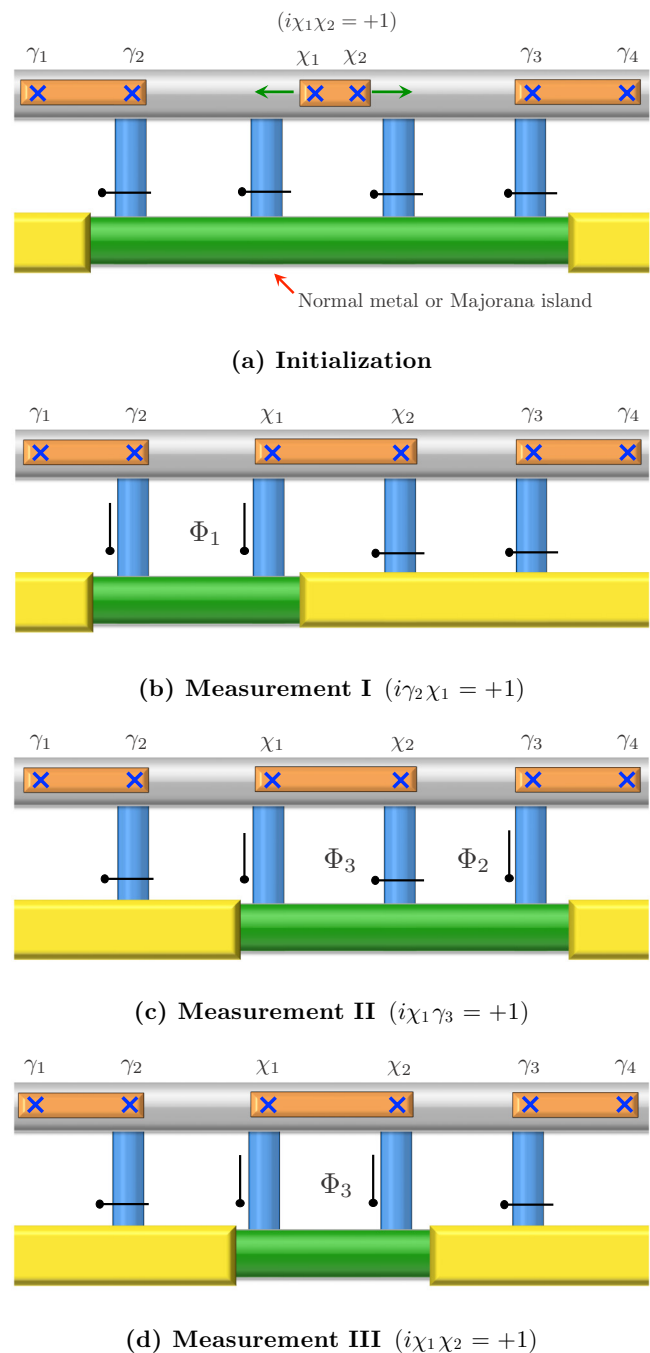 (iχ₁χ₂ = +1)
γ₁ γ₂ χ₁ χ₂ γ₃ γ₄
Normal metal or Majorana island
(a) Initialization
γ₁ γ₂ χ₁ χ₂ γ₃ γ₄
Φ₁
(b) Measurement I (iγ₂χ₁ = +1)
γ₁ γ₂ χ₁ χ₂ γ₃ γ₄
Φ₃ Φ₂
(c) Measurement II (iχ₁γ₃ = +1)
γ₁ γ₂ χ₁ χ₂ γ₃ γ₄
Φ₃
(d) Measurement III (iχ₁χ₂ = +1)